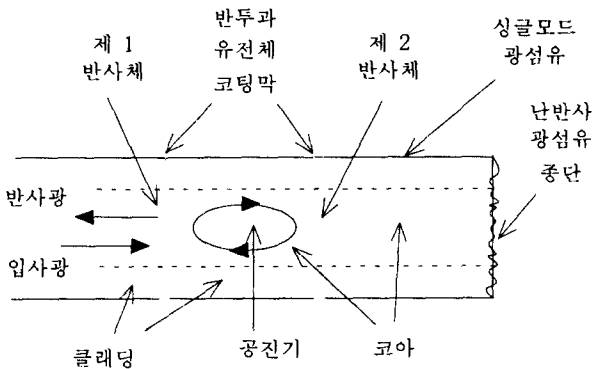 반투과
유전체
코팅막
제 1
반사체
제 2
반사체
싱글모드
광섬유
난반사
광섬유
종단
반사광
입사광
클래딩
공진기
코아